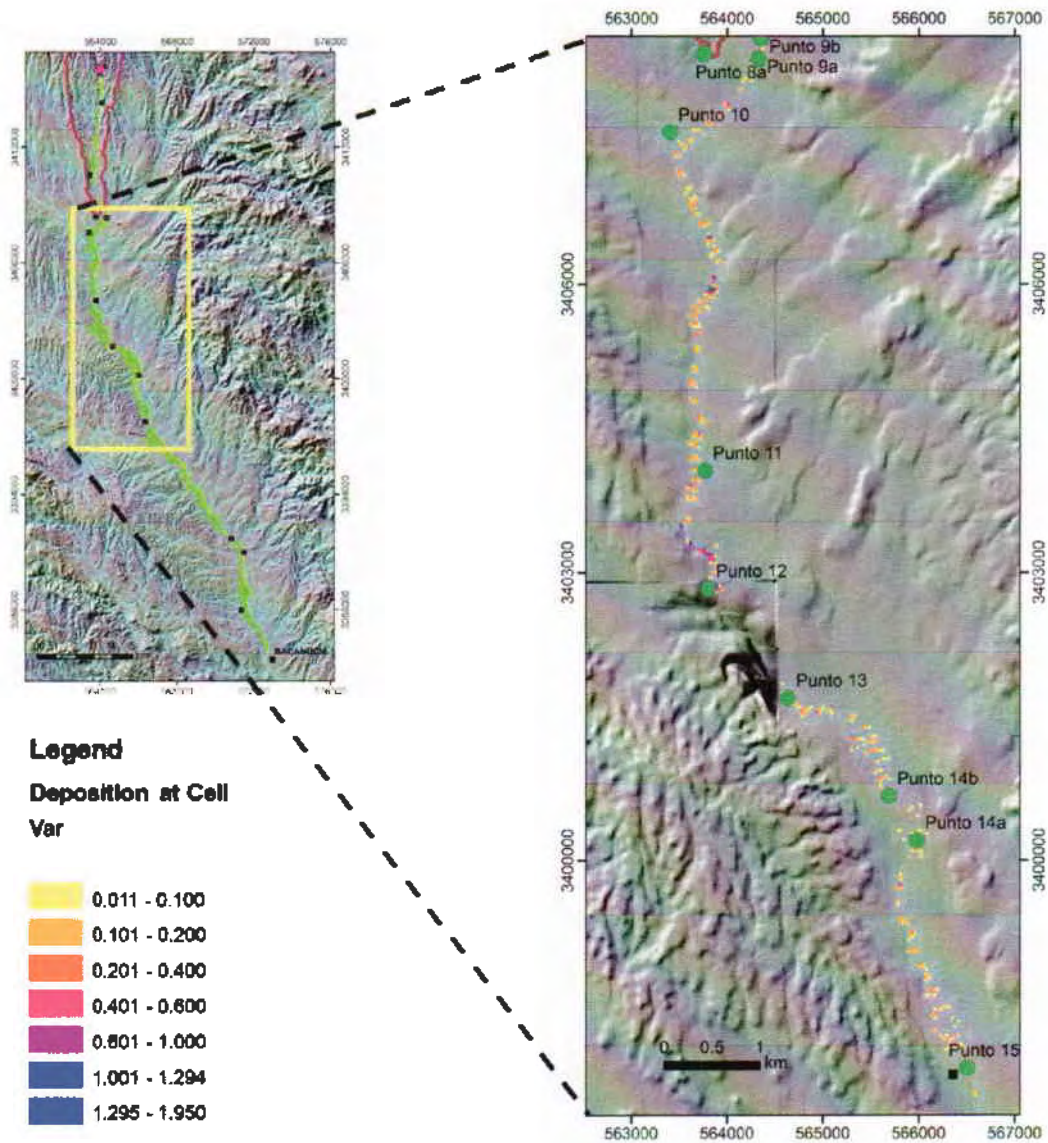 563000 564000 565000 566000 567000
Punto 9b
Punto 8a
Punto 9a
Punto 10
3406000
3406000
Punto 11
3403000
3403000
Punto 12
Punto 13
Punto 14b
Punto 14a
3400000
3400000
Punto 15
0 0.5 1
km.
563000 564000 565000 566000 567000
Legend
Deposition at Cell
Var
0.011 - 0.100
0.101 - 0.200
0.201 - 0.400
0.401 - 0.600
0.601 - 1.000
1.001 - 1.294
1.295 - 1.950